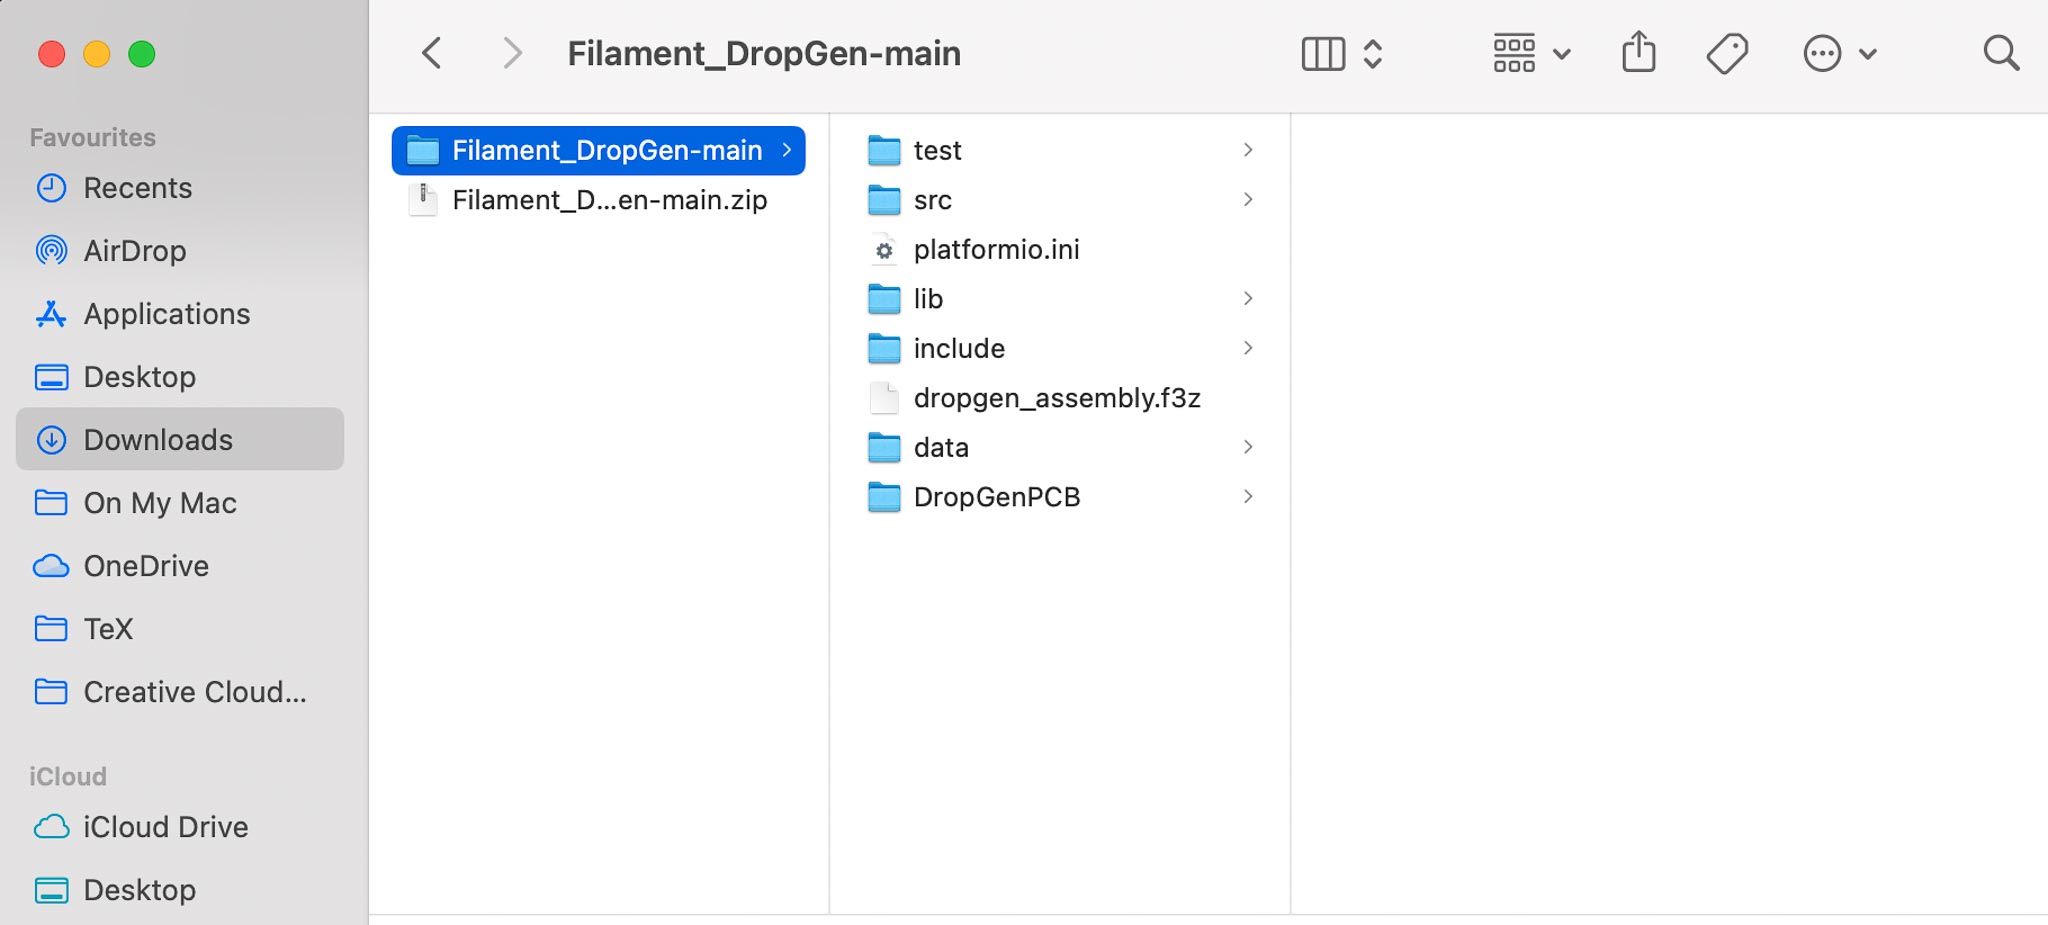 Filament_DropGen-main
Favourites
Recents
AirDrop
Applications
Desktop
Downloads
On My Mac
OneDrive
TeX
Creative Cloud...
iCloud
iCloud Drive
Desktop
Filament_DropGen-main
Filament_D...en-main.zip
test
src
platformio.ini
lib
include
dropgen_assembly.f3z
data
DropGenPCB